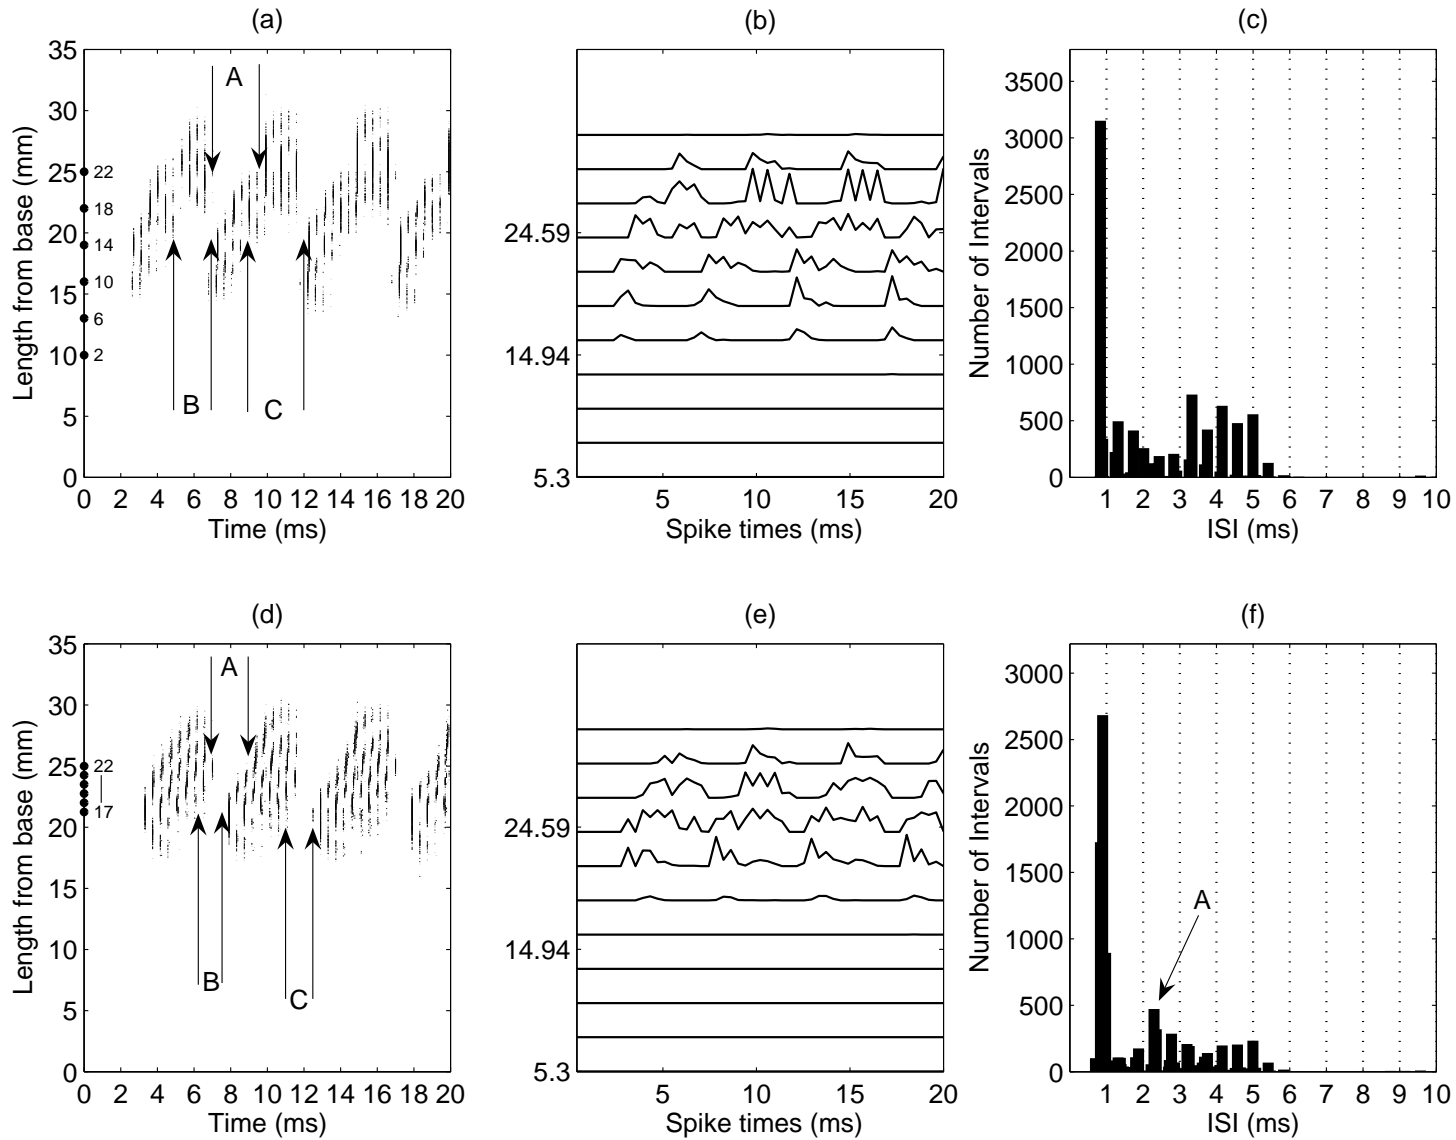 (a)
(b)
(c)
35
30
25
20
15
10
5
0
Length from base (mm)
22
18
14
10
6
2
A
B
C
0 2 4 6 8 10 12 14 16 18 20
Time (ms)
24.59
14.94
5.3
5 10 15 20
Spike times (ms)
3500
3000
2500
2000
1500
1000
500
0
Number of Intervals
1 2 3 4 5 6 7 8 9 10
ISI (ms)
(d)
(e)
(f)
35
30
25
20
15
10
5
0
Length from base (mm)
22
17
A
B
C
0 2 4 6 8 10 12 14 16 18 20
Time (ms)
24.59
14.94
5.3
5 10 15 20
Spike times (ms)
3000
2500
2000
1500
1000
500
0
Number of Intervals
A
1 2 3 4 5 6 7 8 9 10
ISI (ms)